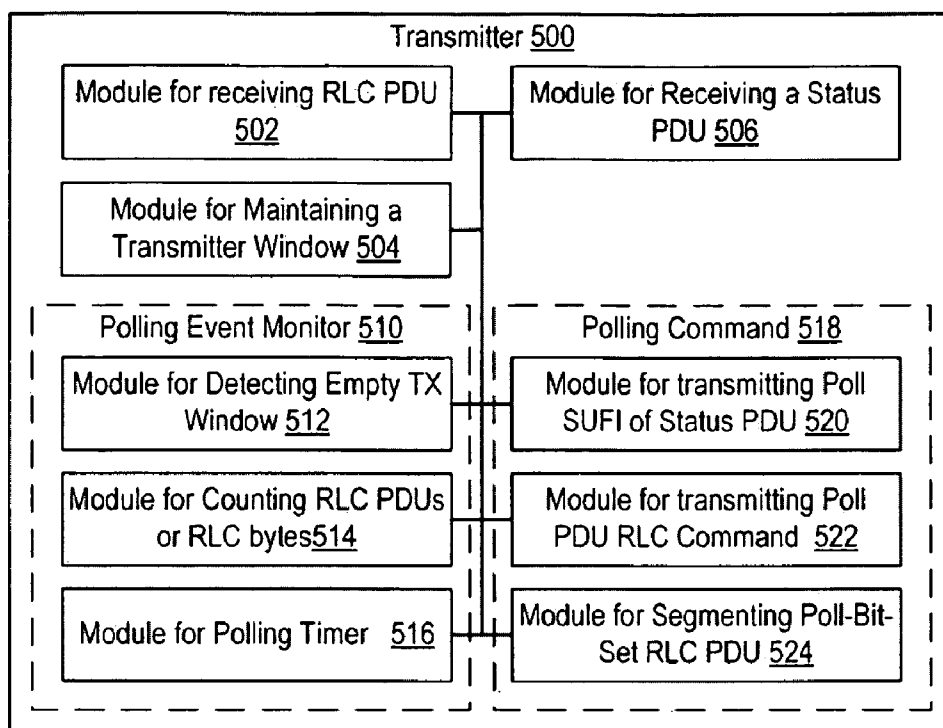 Transmitter 500
Module for receiving RLC PDU
502
Module for Receiving a Status
PDU 506
Module for Maintaining a
Transmitter Window 504
Polling Event Monitor 510
Module for Detecting Empty TX
Window 512
Module for Counting RLC PDUs
or RLC bytes514
Module for Polling Timer 516
Polling Command 518
Module for transmitting Poll
SUFI of Status PDU 520
Module for transmitting Poll
PDU RLC Command 522
Module for Segmenting Poll-Bit-
Set RLC PDU 524